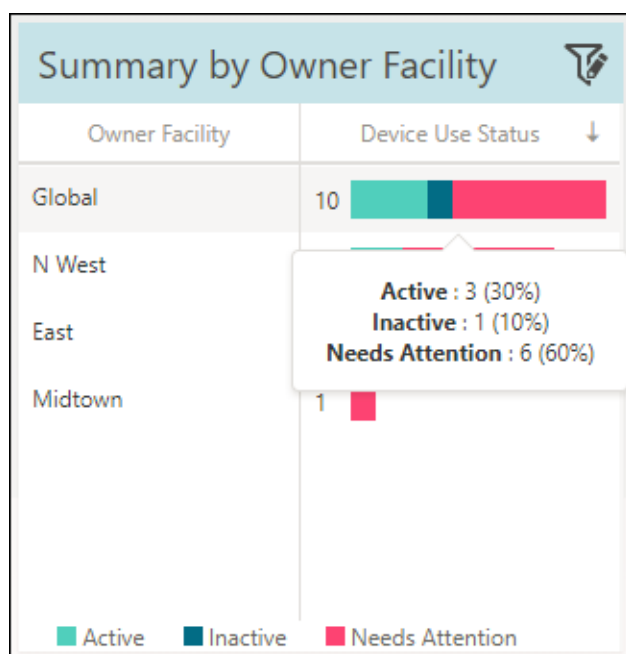 Summary by Owner Facility
Owner Facility Device Use Status ↓
Global 10
N West
Active : 3 (30%)
Inactive : 1 (10%)
East
Needs Attention : 6 (60%)
Midtown 1
Active Inactive Needs Attention